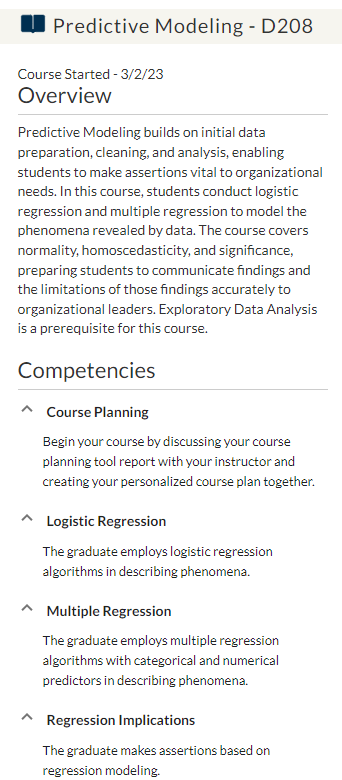 Predictive Modeling - D208
Course Started - 3/2/23
Overview
Predictive Modeling builds on initial data
preparation, cleaning, and analysis, enabling
students to make assertions vital to organizational
needs. In this course, students conduct logistic
regression and multiple regression to model the
phenomena revealed by data. The course covers
normality, homoscedasticity, and significance,
preparing students to communicate findings and
the limitations of those findings accurately to
organizational leaders. Exploratory Data Analysis
is a prerequisite for this course.
Competencies
Course Planning
Begin your course by discussing your course
planning tool report with your instructor and
creating your personalized course plan together.
Logistic Regression
The graduate employs logistic regression
algorithms in describing phenomena.
Multiple Regression
The graduate employs multiple regression
algorithms with categorical and numerical
predictors in describing phenomena.
Regression Implications
The graduate makes assertions based on
regression modeling.